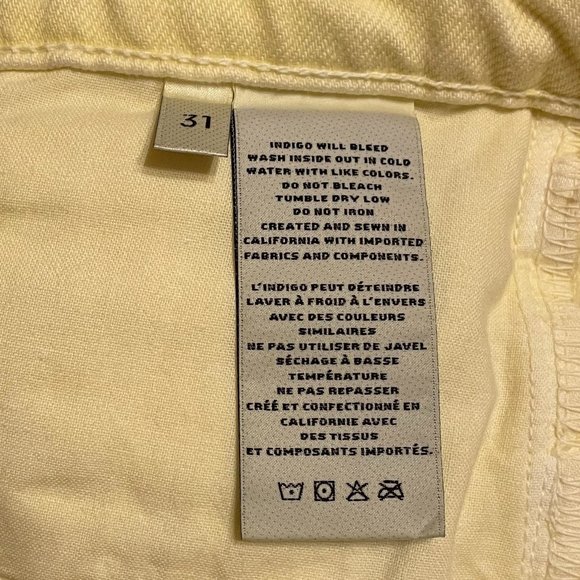 31
INDIGO WILL BLEED
WASH INSIDE OUT IN COLD
WATER WITH LIKE COLORS.
DO NOT BLEACH
TUMBLE DRY LOW
DO NOT IRON
CREATED AND SEWN IN
CALIFORNIA WITH IMPORTED
FABRICS AND COMPONENTS.
L'INDIGO PEUT DÉTEINDRE
LAVER À FROID À L'ENVERS
AVEC DES COULEURS
SIMILAIRES
NE PAS UTILISER DE JAVEL
SÉCHAGE À BASSE
TEMPÉRATURE
NE PAS REPASSER
CRÉÉ ET CONFECTIONNÉ EN
CALIFORNIE AVEC
DES TISSUS
ET COMPOSANTS IMPORTÉS.